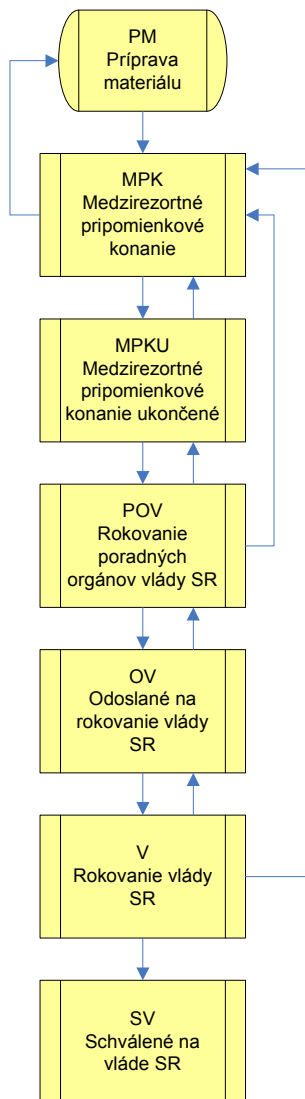 PM
Príprava
materiálu
MPK
Medzirezortné
pripomienkové
konanie
MPKU
Medzirezortné
pripomienkové
konanie ukončené
POV
Rokovanie
poradných
orgánov vlády SR
OV
Odoslané na
rokovanie vlády
SR
V
Rokovanie vlády
SR
SV
Schválené na
vláde SR